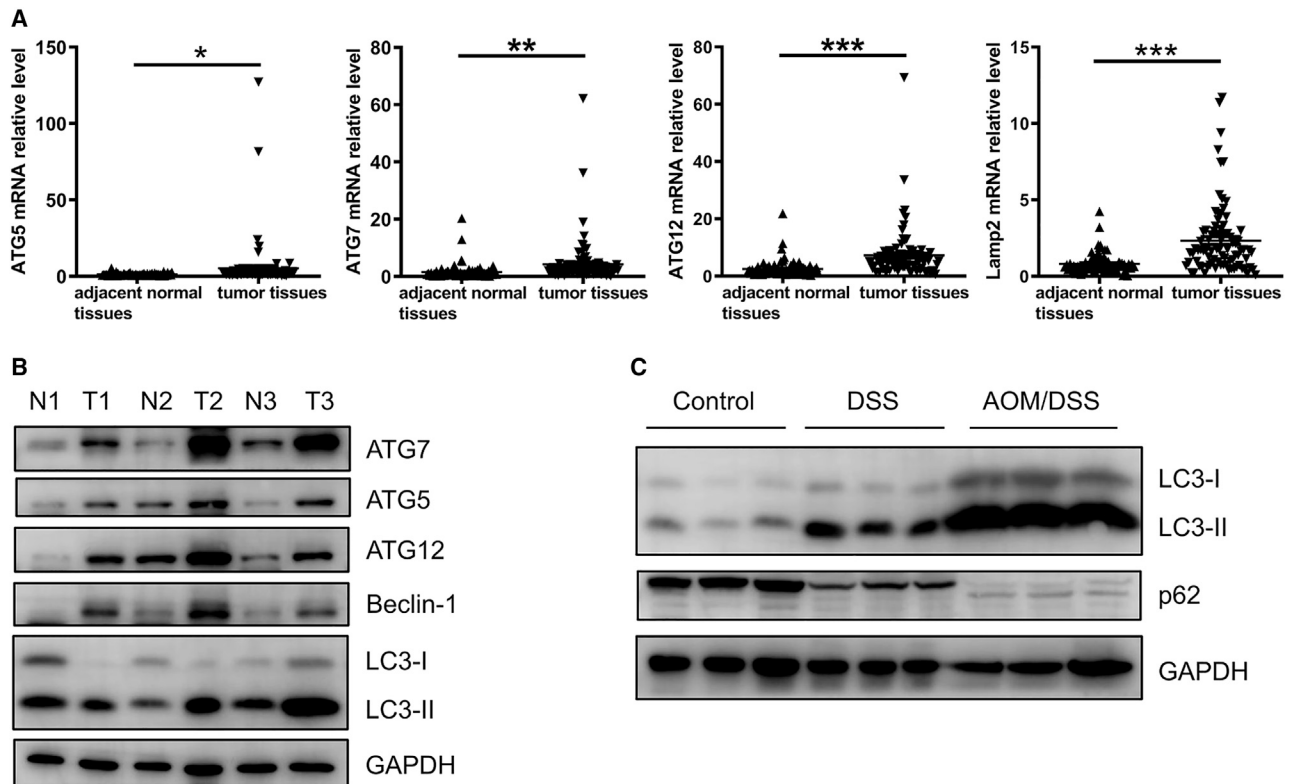 A
ATG5 mRNA relative level
150
100
50
0
*
adjacent normal
tissues
tumor tissues
ATG7 mRNA relative level
80
60
40
20
0
**
adjacent normal
tissues
tumor tissues
ATG12 mRNA relative level
80
60
40
20
0
***
adjacent normal
tissues
tumor tissues
Lamp2 mRNA relative level
15
10
5
0
***
adjacent normal
tissues
tumor tissues
B
N1 T1 N2 T2 N3 T3
ATG7
ATG5
ATG12
Beclin-1
LC3-I
LC3-II
GAPDH
C
Control DSS AOM/DSS
LC3-I
LC3-II
p62
GAPDH